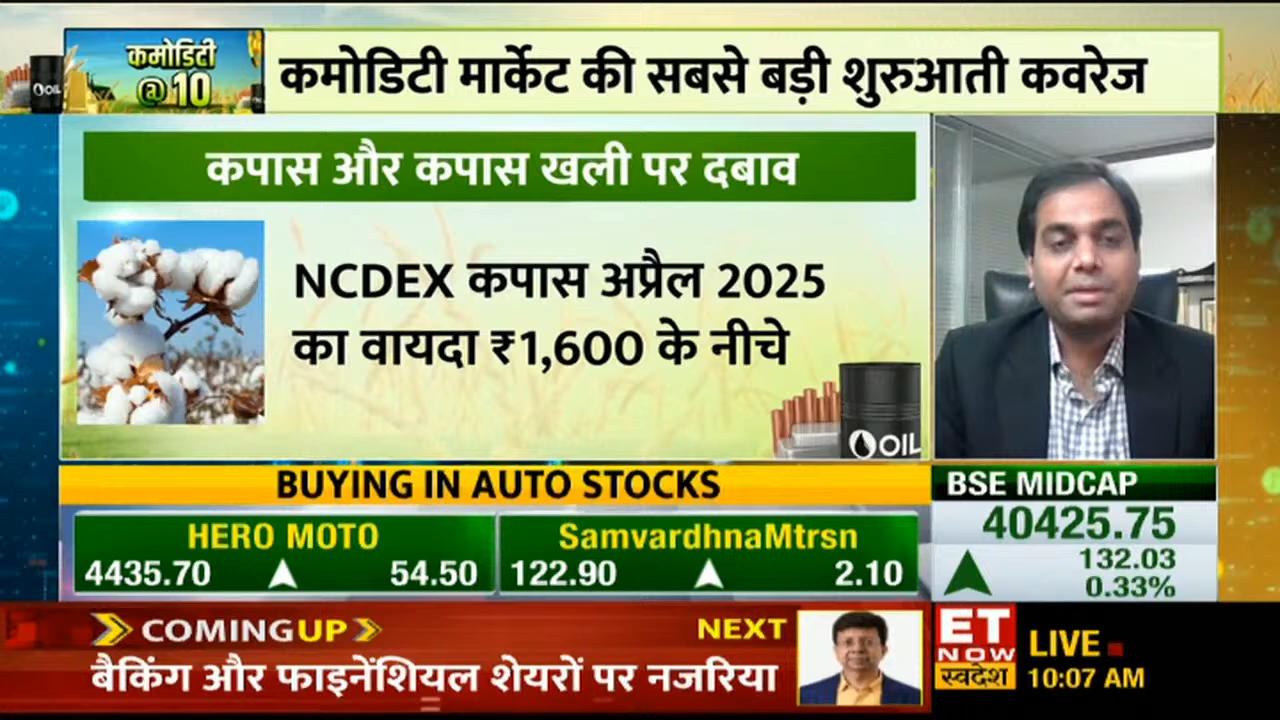 कमोडिटी
@10
कमोडिटी मार्केट की सबसे बड़ी शुरुआती कवरेज
OIL
कपास और कपास खली पर दबाव
NCDEX कपास अप्रैल 2025
का वायदा ₹1,600 के नीचे
OIL
BUYING IN AUTO STOCKS
HERO MOTO
4435.70 54.50
SamvardhnaMtrsn
122.90 2.10
BSE MIDCAP
40425.75
132.03
0.33%
COMING UP
NEXT
बैकिंग और फाइनेंशियल शेयरों पर नजरिया
ET
NOW
स्वदेश
LIVE
10:07 AM